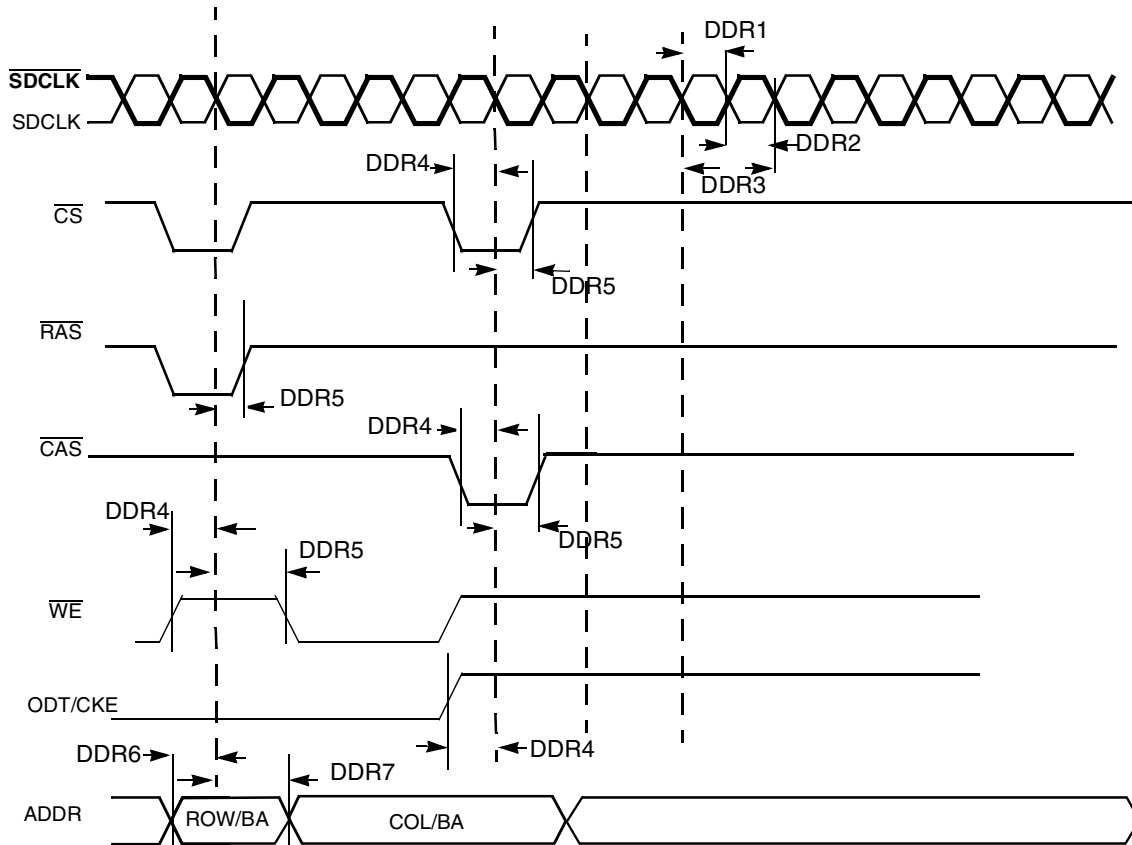 DDR1
SDCLK
SDCLK
DDR2
DDR4
DDR3
CS
DDR5
RAS
DDR5
DDR4
CAS
DDR4
DDR5
DDR5
WE
ODT/CKE
DDR4
DDR6
DDR7
ADDR
ROW/BA
COL/BA